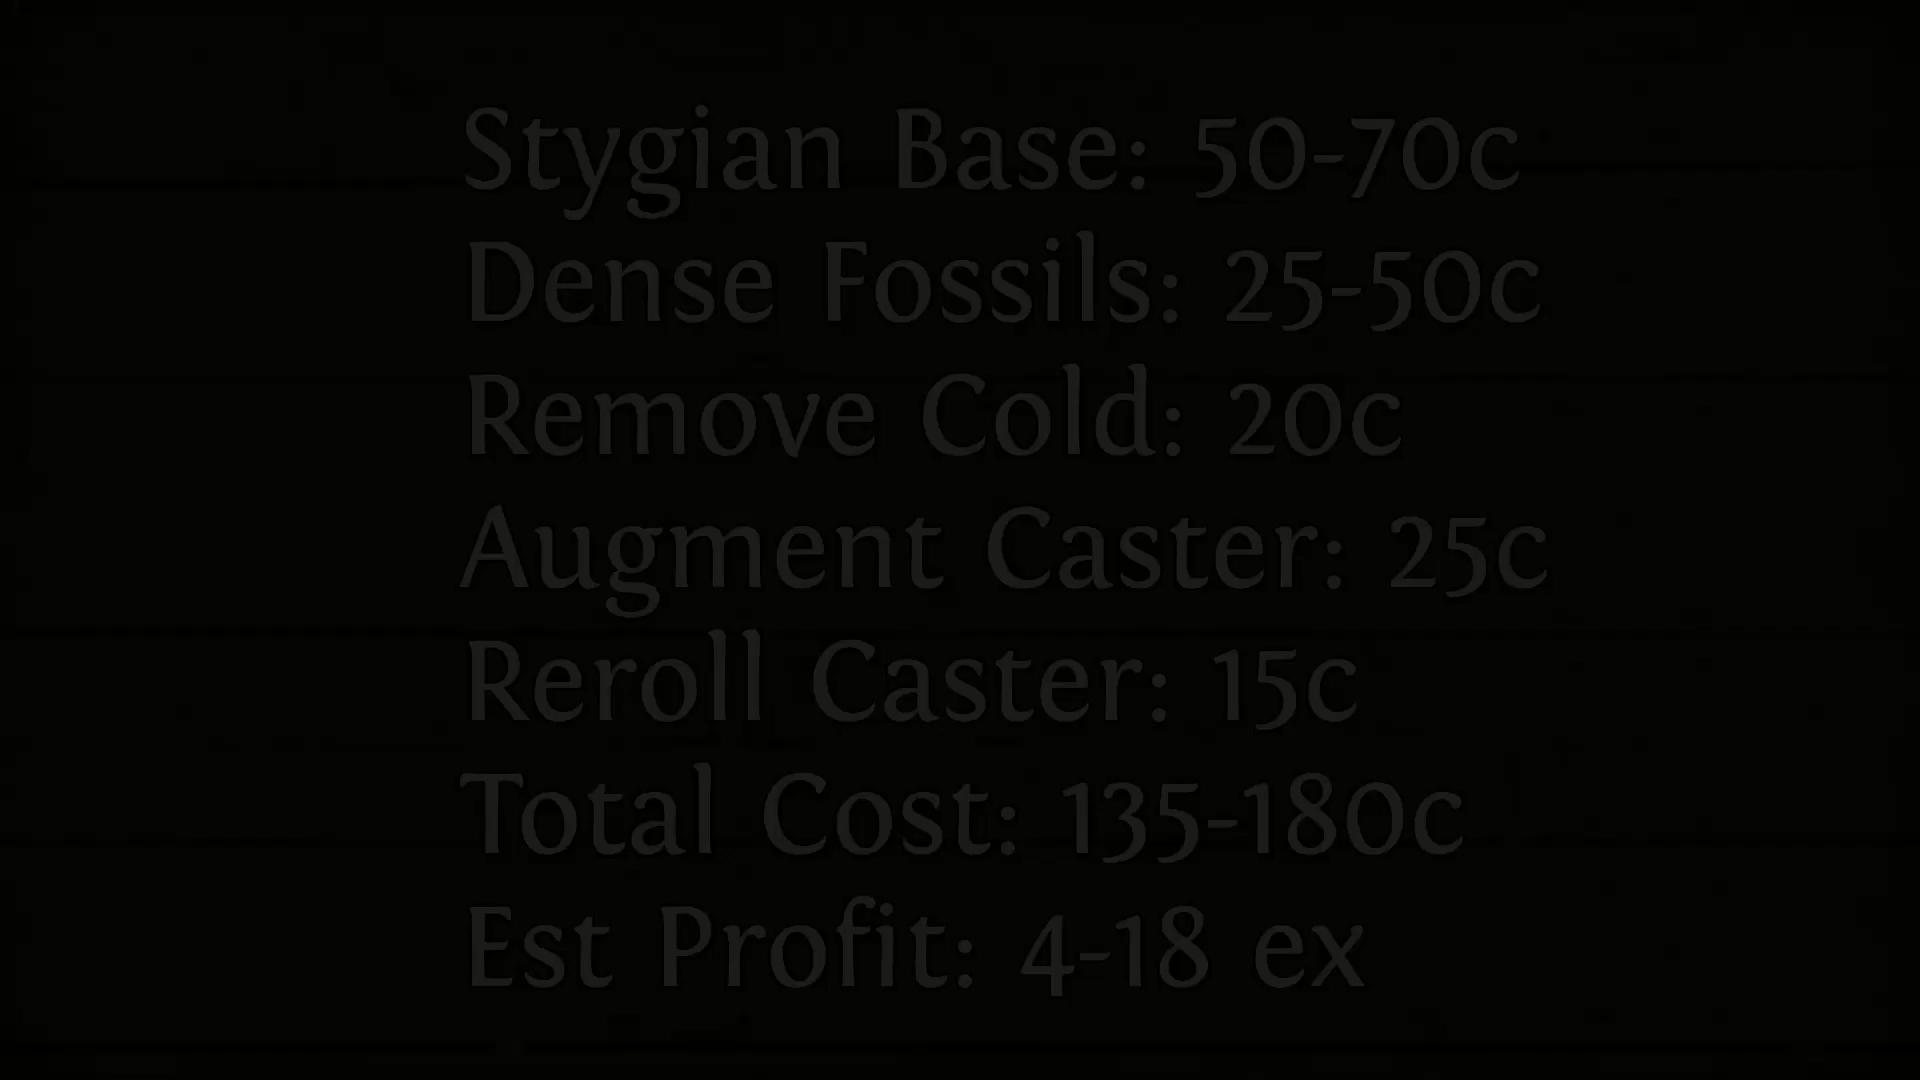 Stygian Base: 50-70c
Dense Fossils: 25-50c
Remove Cold: 20c
Augment Caster: 25c
Reroll Caster: 15c
Total Cost: 135-180c
Est Profit: 4-18 ex